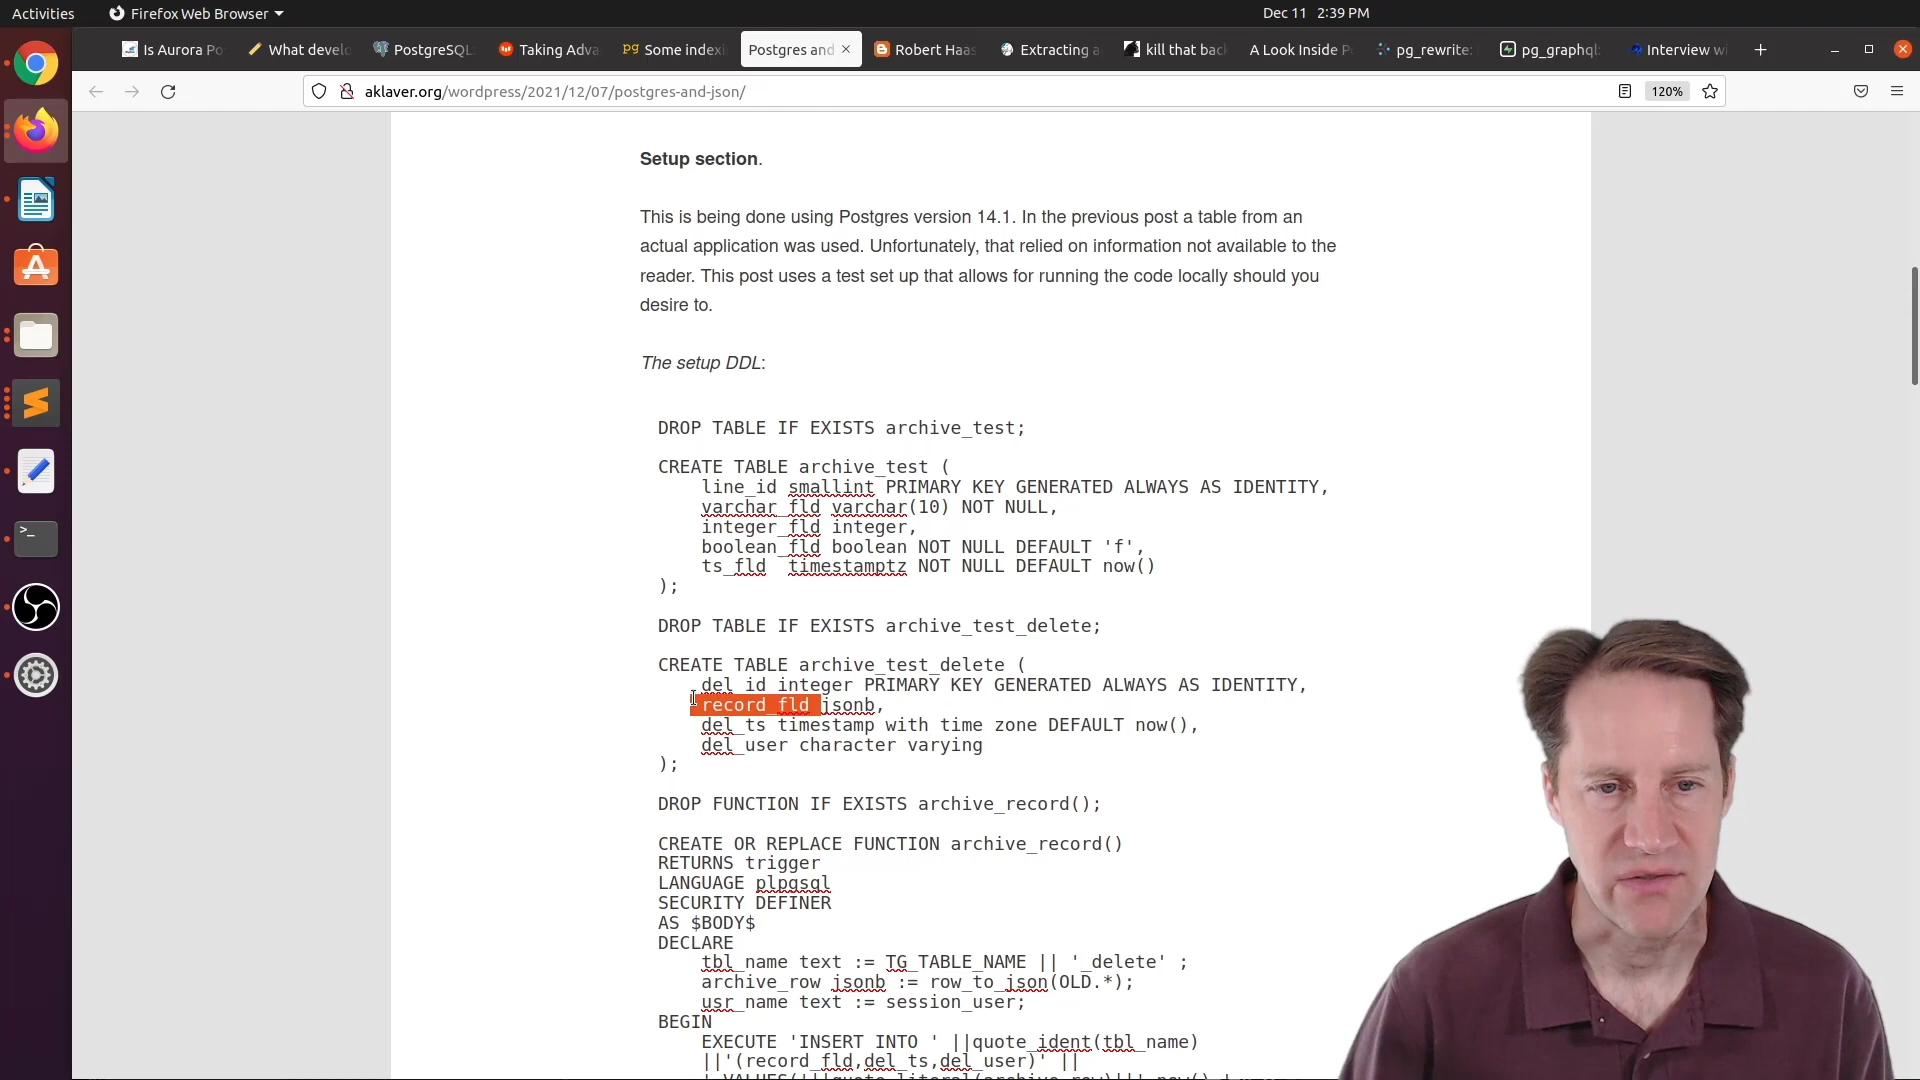 Activities
Firefox Web Browser
Dec 11 2:39 PM
Is Aurora Po
What develo
PostgreSQL
Taking Adva
Some indexi
Postgres and
Robert Haas
Extracting a
kill that back
A Look Inside P
pg_rewrite:
pg_graphql:
Interview wi
aklaver.org/wordpress/2021/12/07/postgres-and-json/
120%
Setup section.
This is being done using Postgres version 14.1. In the previous post a table from an
actual application was used. Unfortunately, that relied on information not available to the
reader. This post uses a test set up that allows for running the code locally should you
desire to.
The setup DDL:
DROP TABLE IF EXISTS archive_test;
CREATE TABLE archive_test (
line_id smallint PRIMARY KEY GENERATED ALWAYS AS IDENTITY,
varchar_fld varchar(10) NOT NULL,
integer_fld integer,
boolean_fld boolean NOT NULL DEFAULT 'f',
ts_fld timestamptz NOT NULL DEFAULT now()
);
DROP TABLE IF EXISTS archive_test_delete;
CREATE TABLE archive_test_delete (
del_id integer PRIMARY KEY GENERATED ALWAYS AS IDENTITY,
record_fld jsonb,
del_ts timestamp with time zone DEFAULT now(),
del_user character varying
);
DROP FUNCTION IF EXISTS archive_record();
CREATE OR REPLACE FUNCTION archive_record()
RETURNS trigger
LANGUAGE plpgsql
SECURITY DEFINER
AS $BODY$
DECLARE
tbl_name text := TG_TABLE_NAME || '_delete' ;
archive_row jsonb := row_to_json(OLD.*);
usr_name text := session_user;
BEGIN
EXECUTE 'INSERT INTO ' ||quote_ident(tbl_name)
||'(record_fld,del_ts,del_user)' ||